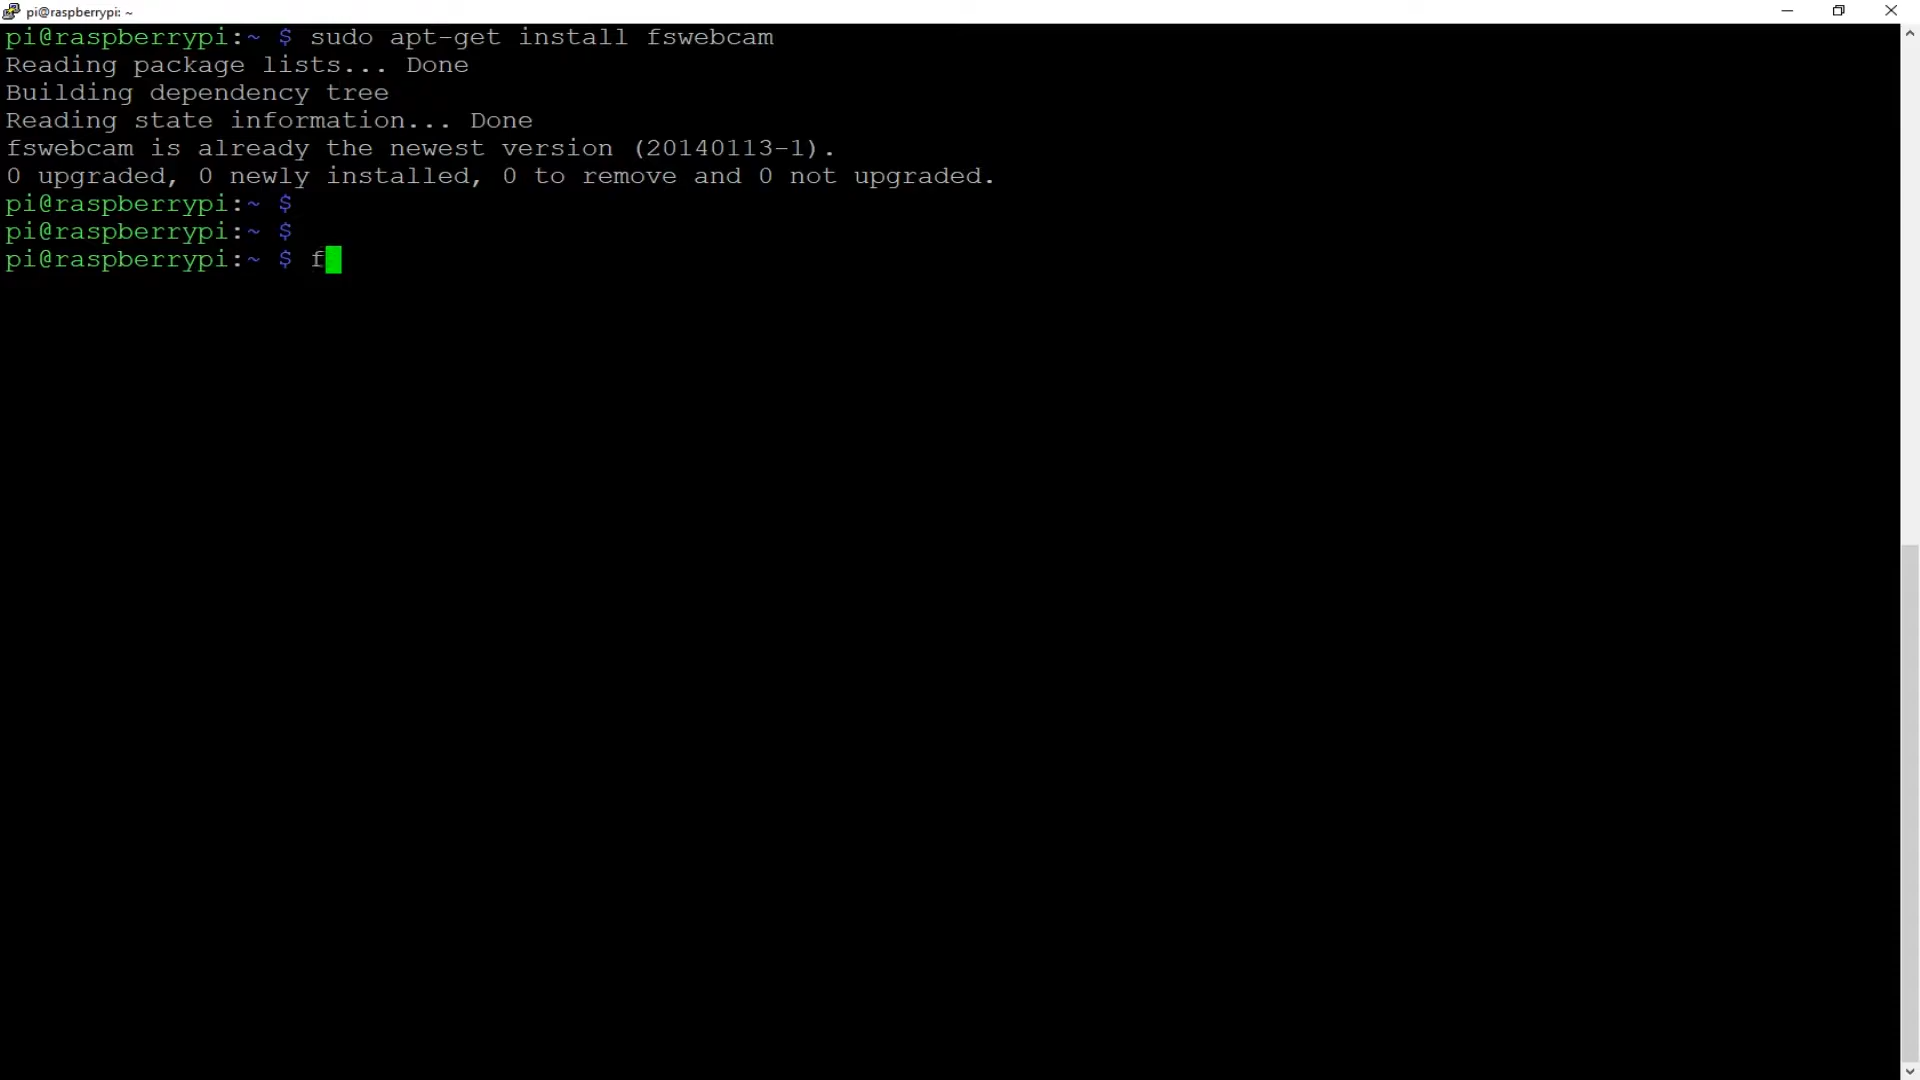 pi@raspberrypi: ~
pi@raspberrypi:~ $ sudo apt-get install fswebcam
Reading package lists... Done
Building dependency tree
Reading state information... Done
fswebcam is already the newest version (20140113-1).
0 upgraded, 0 newly installed, 0 to remove and 0 not upgraded.
pi@raspberrypi:~ $
pi@raspberrypi:~ $
pi@raspberrypi:~ $ f